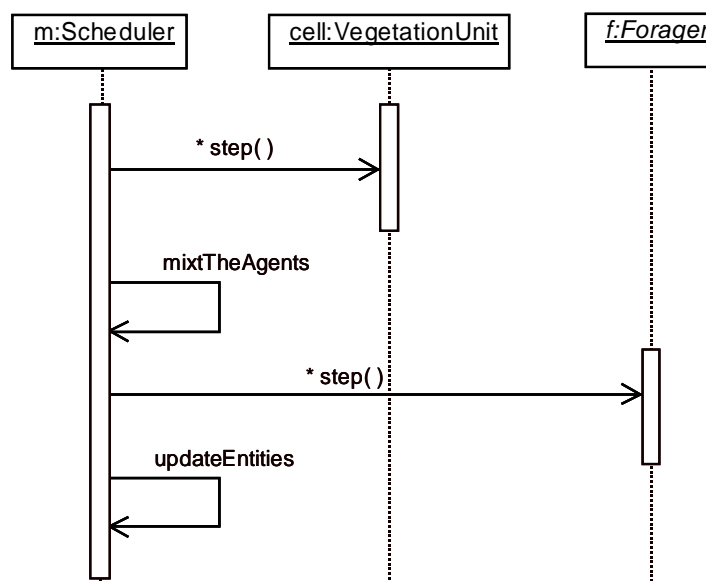 m:Scheduler
cell:VegetationUnit
f:Forager
* step( )
mixtTheAgents
* step( )
updateEntities